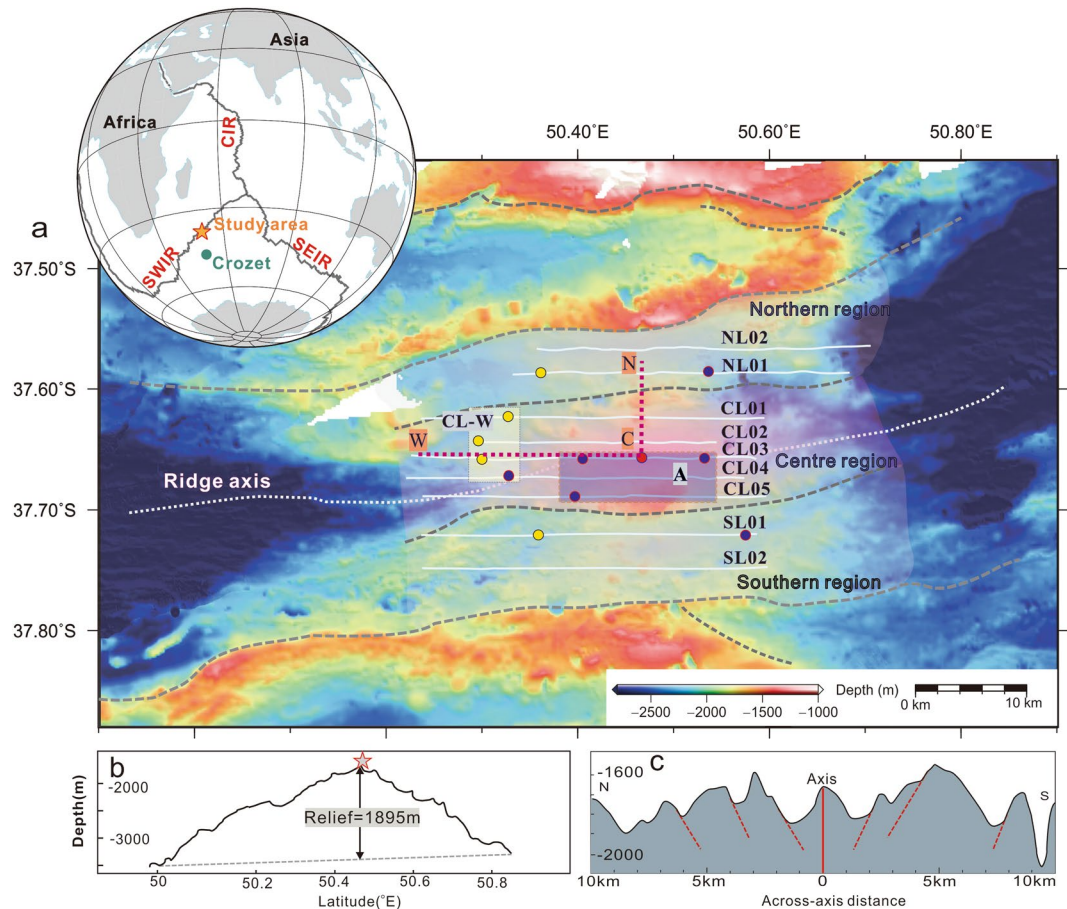 Asia
Africa
CIR
Study area
SWIR
SEIR
Crozet
a
50.40°E
50.60°E
50.80°E
37.50°S
37.60°S
37.70°S
37.80°S
Northern region
NL02
N
NL01
CL01
CL-W
CL02
W
C
CL03
Centre region
CL04
A
Ridge axis
CL05
SL01
SL02
Southern region
Depth (m)
−2500
−2000
−1500
−1000
0 km
10 km
b
Depth(m)
-2000
-3000
Relief=1895m
50
50.2
50.4
50.6
50.8
Latitude(°E)
c
-1600
N
Axis
S
-2000
10km
5km
0
5km
10km
Across-axis distance